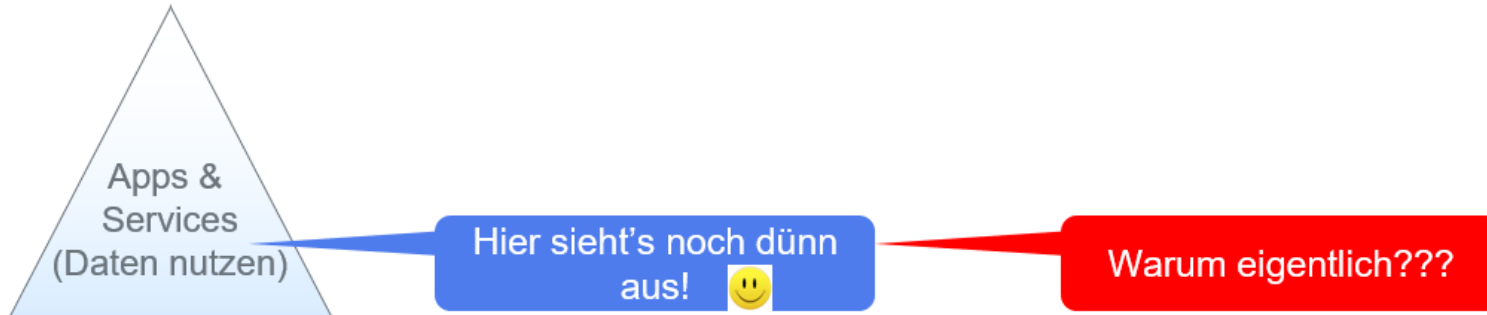 Apps &
Services
(Daten nutzen)
Hier sieht's noch dünn
aus!
Warum eigentlich???